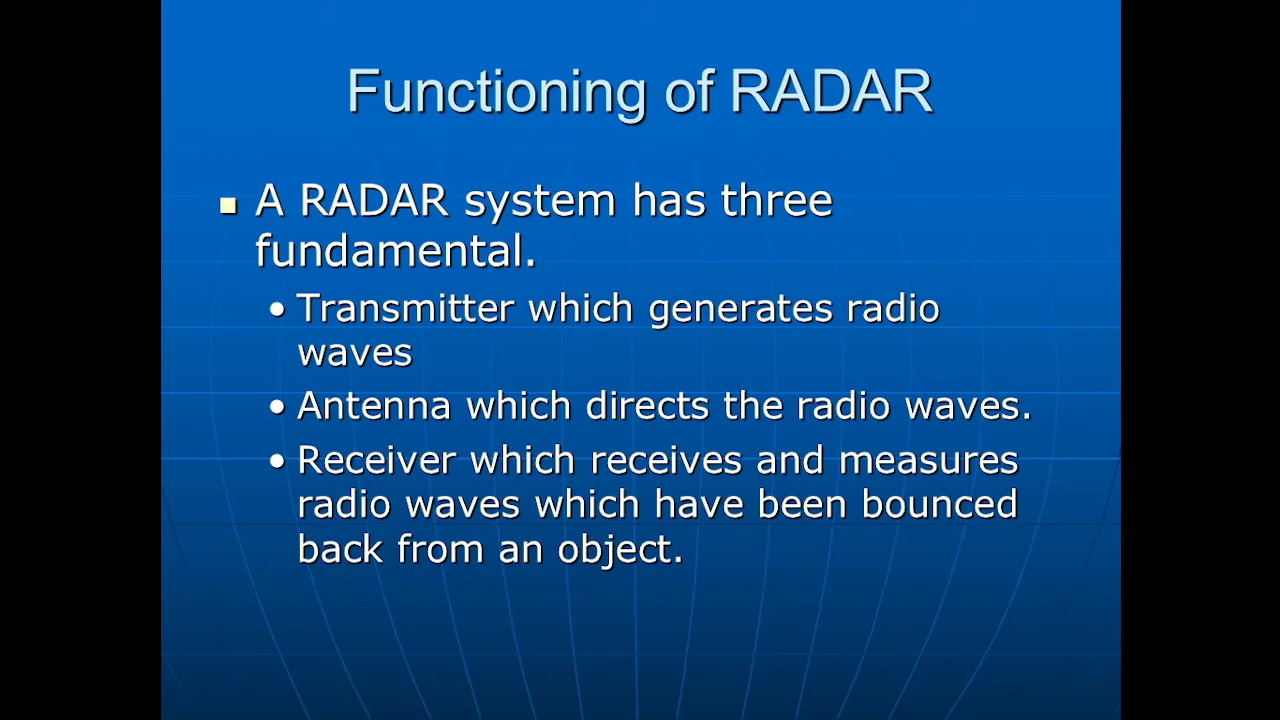 Functioning of RADAR
A RADAR system has three
fundamental.
• Transmitter which generates radio
waves
• Antenna which directs the radio waves.
• Receiver which receives and measures
radio waves which have been bounced
back from an object.